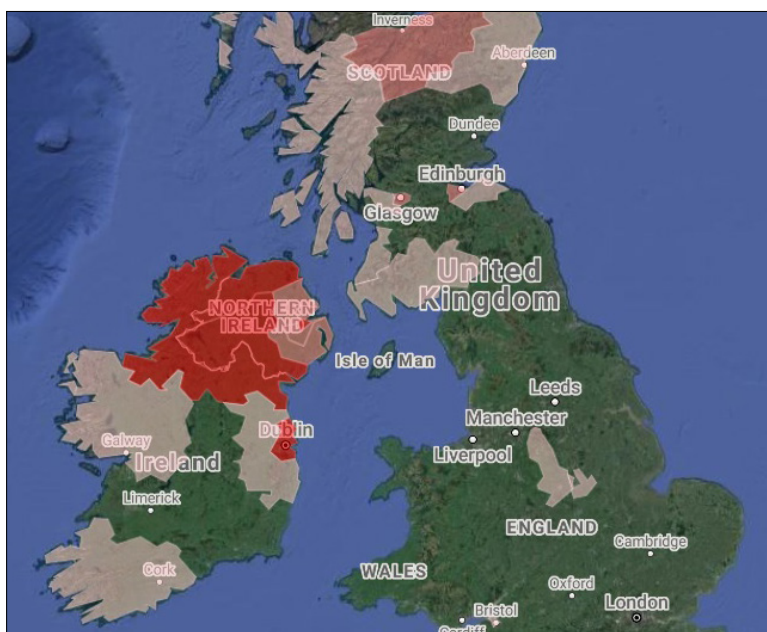 Inverness
SCOTLAND
Aberdeen
Dundee
Edinburgh
Glasgow
United
Kingdom
NORTHERN
IRELAND
Isle of Man
Leeds
Manchester
Liverpool
Dublin
Galway
Ireland
Limerick
ENGLAND
Cambridge
WALES
Cork
Oxford
London
Bristol
Cardiff